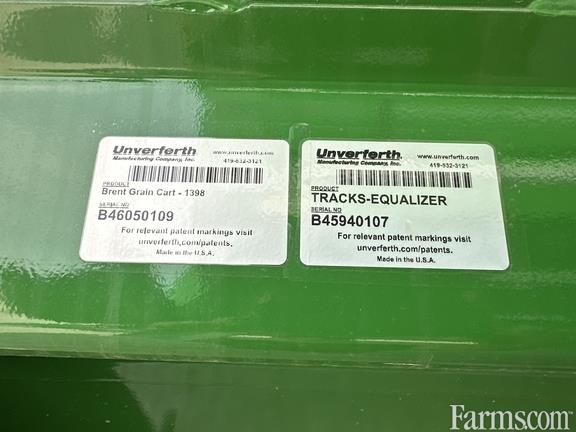 Unverferth
Manufacturing Company, Inc.
www.unverferth.com
419-532-3121
PRODUCT
Brent Grain Cart - 1398
SERIAL NO
B46050109
For relevant patent markings visit
unverferth.com/patents.
Made in the U.S.A.
Unverferth
Manufacturing Company, Inc.
www.unverferth.com
419-532-3121
PRODUCT
TRACKS-EQUALIZER
SERIAL NO
B45940107
For relevant patent markings visit
unverferth.com/patents.
Made in the U.S.A.
Farms.com